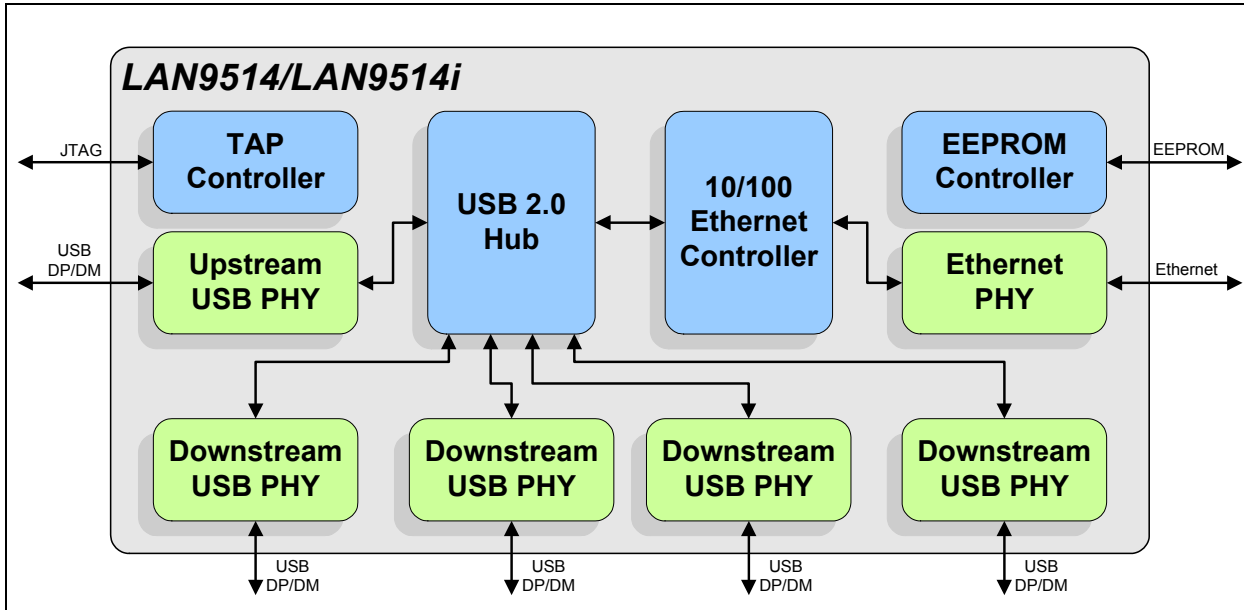 LAN9514/LAN9514i
JTAG
TAP
Controller
USB 2.0
Hub
10/100
Ethernet
Controller
EEPROM
Controller
EEPROM
USB
DP/DM
Upstream
USB PHY
Ethernet
PHY
Ethernet
Downstream
USB PHY
Downstream
USB PHY
Downstream
USB PHY
Downstream
USB PHY
USB
DP/DM
USB
DP/DM
USB
DP/DM
USB
DP/DM